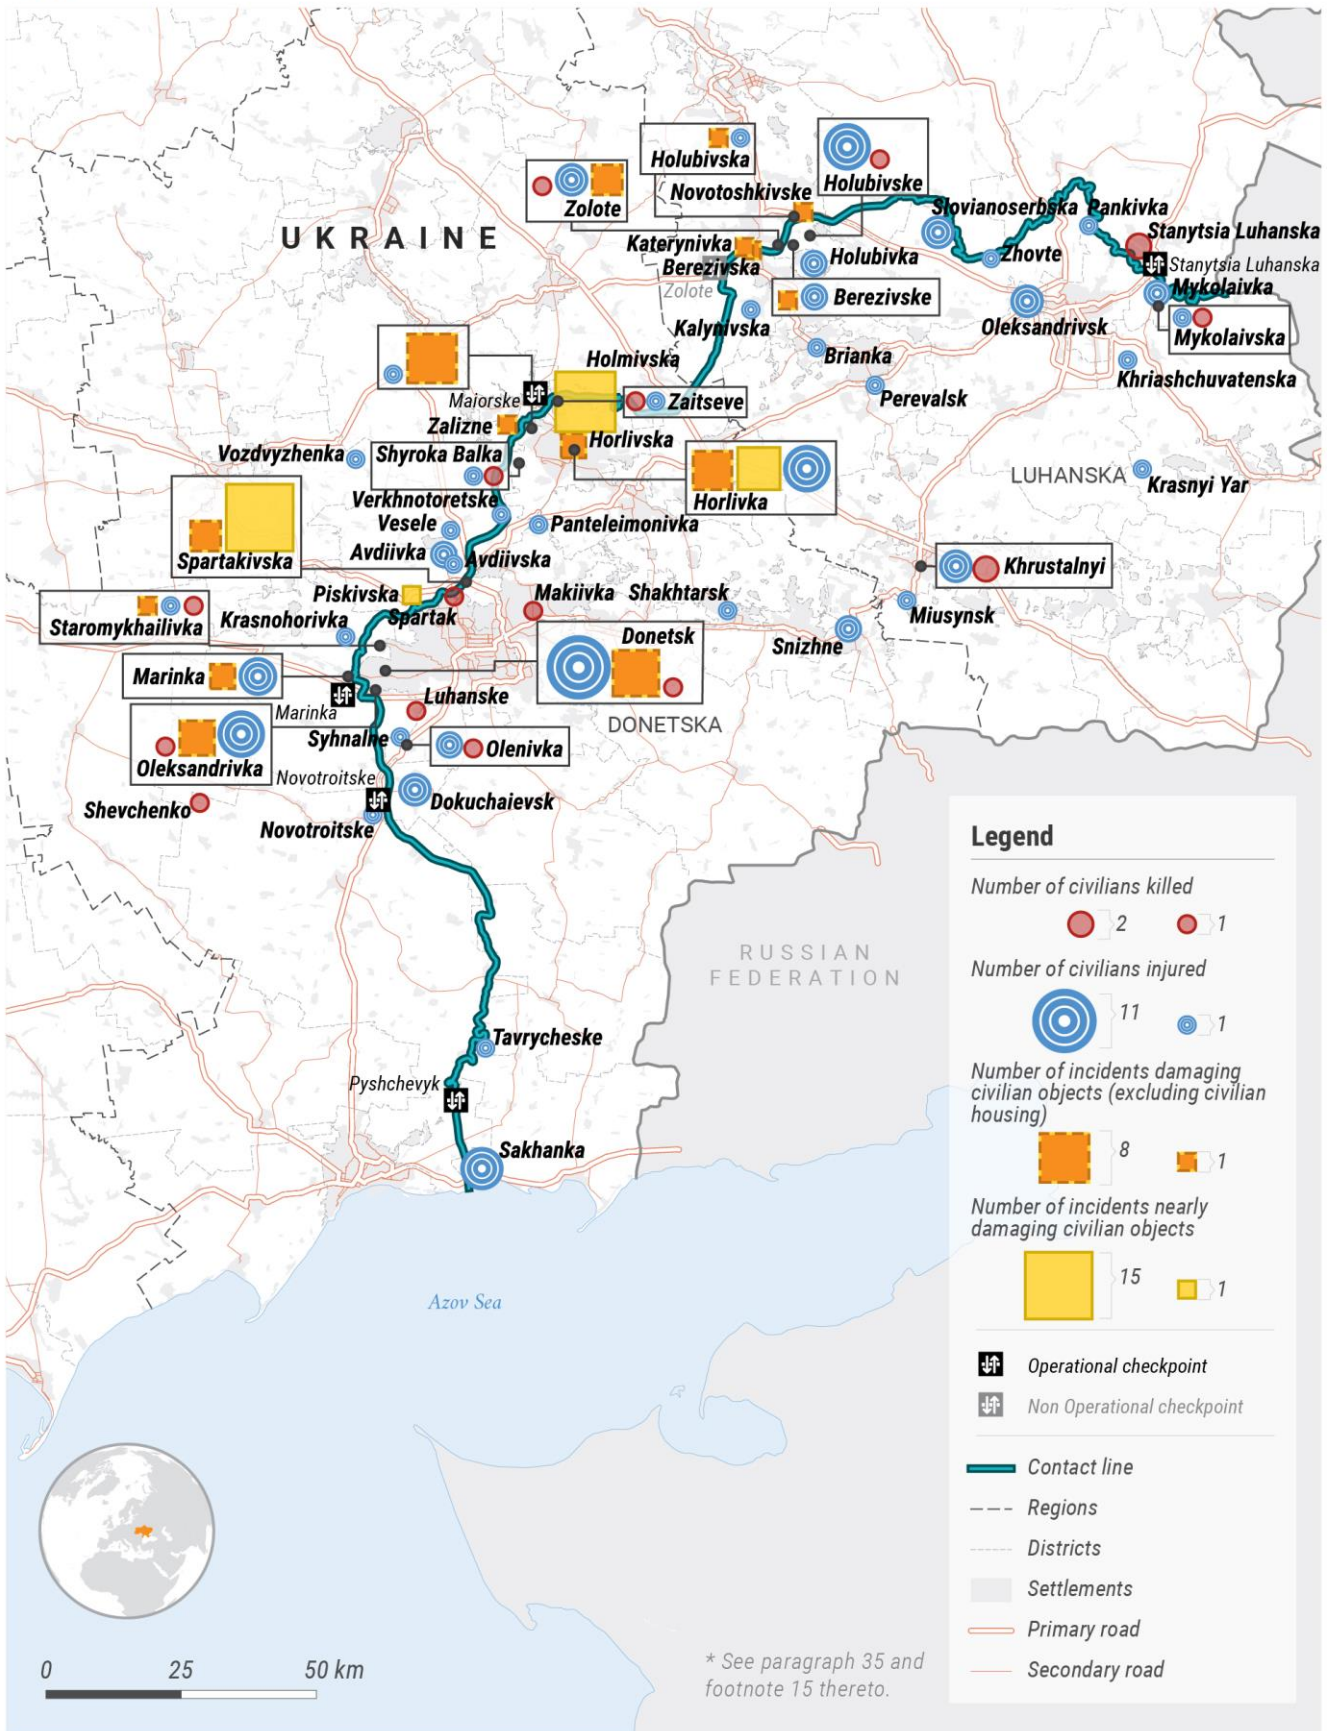 Holubivska
Holubivske
Zolote
Novotoshkivske
Slovianoserbska
Pankivka
UKRAINE
Stanytsia Luhanska
Katerynivka
Holubivka
Zhovte
Stanytsia Luhanska
Berezivska
Zolote
Berezivske
Mykolaivka
Kalynivska
Oleksandrivsk
Mykolaivska
Holmivska
Brianka
Khriashchuvatenska
Maiorske
Zaitseve
Perevalsk
Zalizne
Horlivska
Vozdvyzhenka
Shyroka Balka
LUHANSKA
Krasnyi Yar
Verkhnotoretske
Horlivka
Vesele
Panteleimonivka
Avdiivka
Avdiivska
Spartakivska
Khrustalnyi
Piskivska
Makiivka
Shakhtarsk
Spartak
Miusynsk
Staromykhailivka
Krasnohorivka
Donetsk
Snizhne
Marinka
Luhanske
Marinka
DONETSKA
Syhnalne
Olenivka
Oleksandrivka
Novotroitske
Shevchenko
Dokuchaievsk
Novotroitske
RUSSIAN
FEDERATION
Tavrycheske
Pyshchevyk
Sakhanka
Azov Sea
Legend
Number of civilians killed
2 1
Number of civilians injured
11 1
Number of incidents damaging
civilian objects (excluding civilian
housing)
8 1
Number of incidents nearly
damaging civilian objects
15 1
Operational checkpoint
Non Operational checkpoint
Contact line
Regions
Districts
Settlements
Primary road
Secondary road
0 25 50 km
* See paragraph 35 and
footnote 15 thereto.